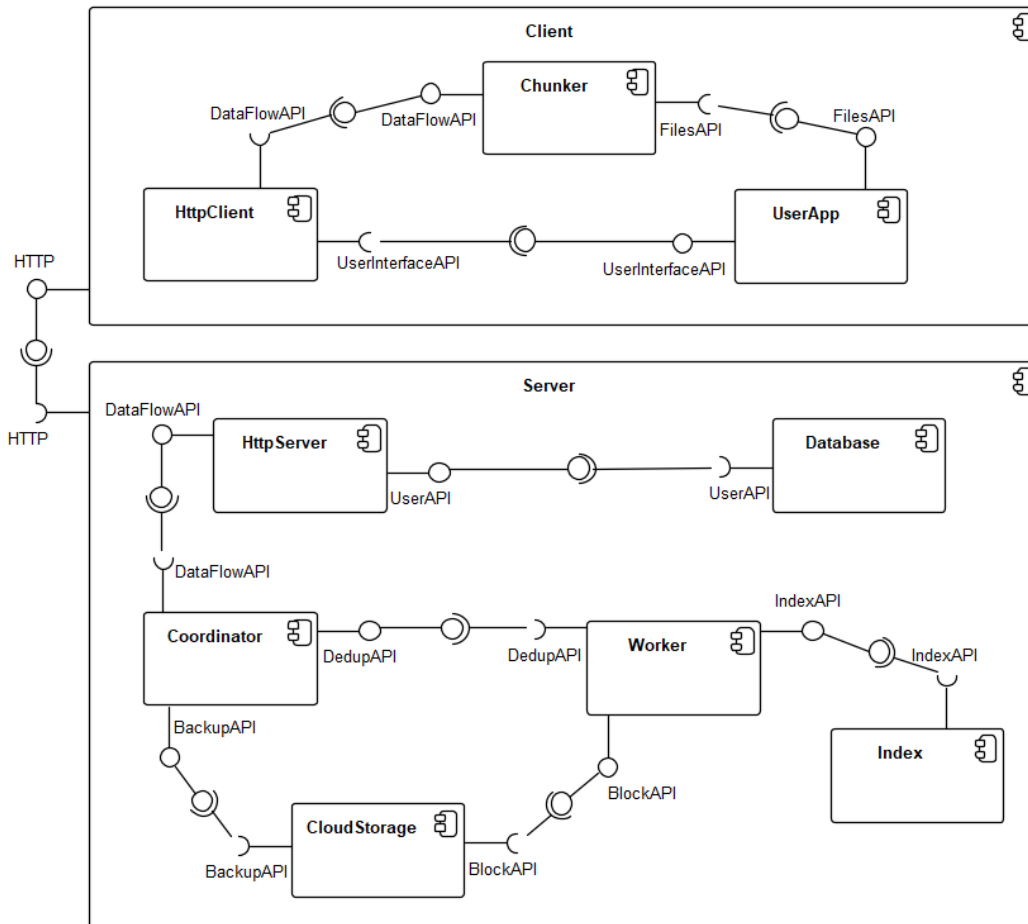 Client
Chunker
DataFlowAPI
DataFlowAPI
FilesAPI
FilesAPI
HttpClient
UserApp
UserInterfaceAPI
UserInterfaceAPI
HTTP
HTTP
Server
DataFlowAPI
HttpServer
Database
UserAPI
UserAPI
DataFlowAPI
Coordinator
DedupAPI
DedupAPI
Worker
IndexAPI
IndexAPI
BackupAPI
Index
BlockAPI
CloudStorage
BackupAPI
BlockAPI